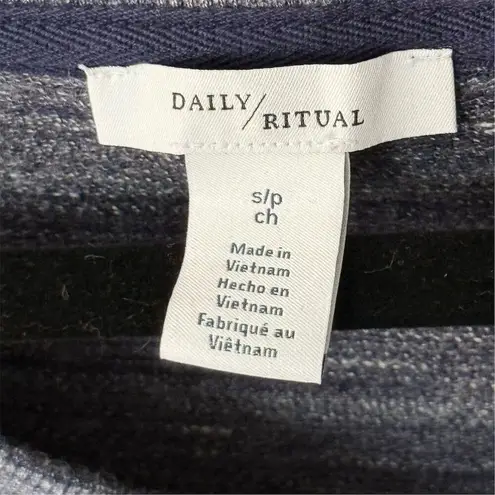 DAILY/RITUAL
s/p
ch
Made in
Vietnam
Hecho en
Vietnam
Fabriqué au
Viêtnam